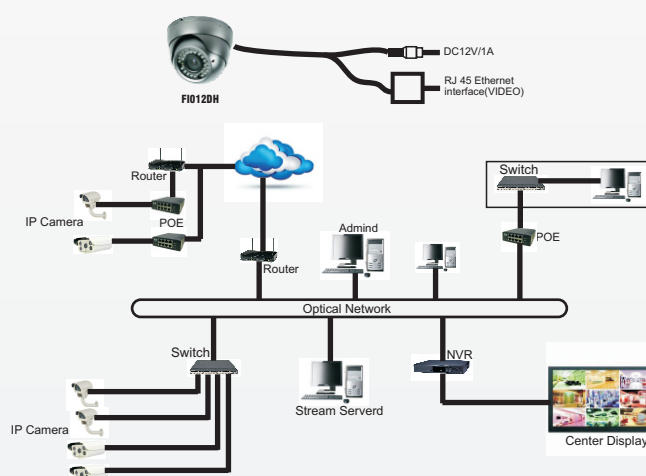 DC12V/1A
RJ 45 Ethernet
interface(VIDEO)
FI012DH
Router
Switch
IP Camera
POE
Admind
POE
Router
Optical Network
Switch
NVR
Stream Serverd
IP Camera
Center Display